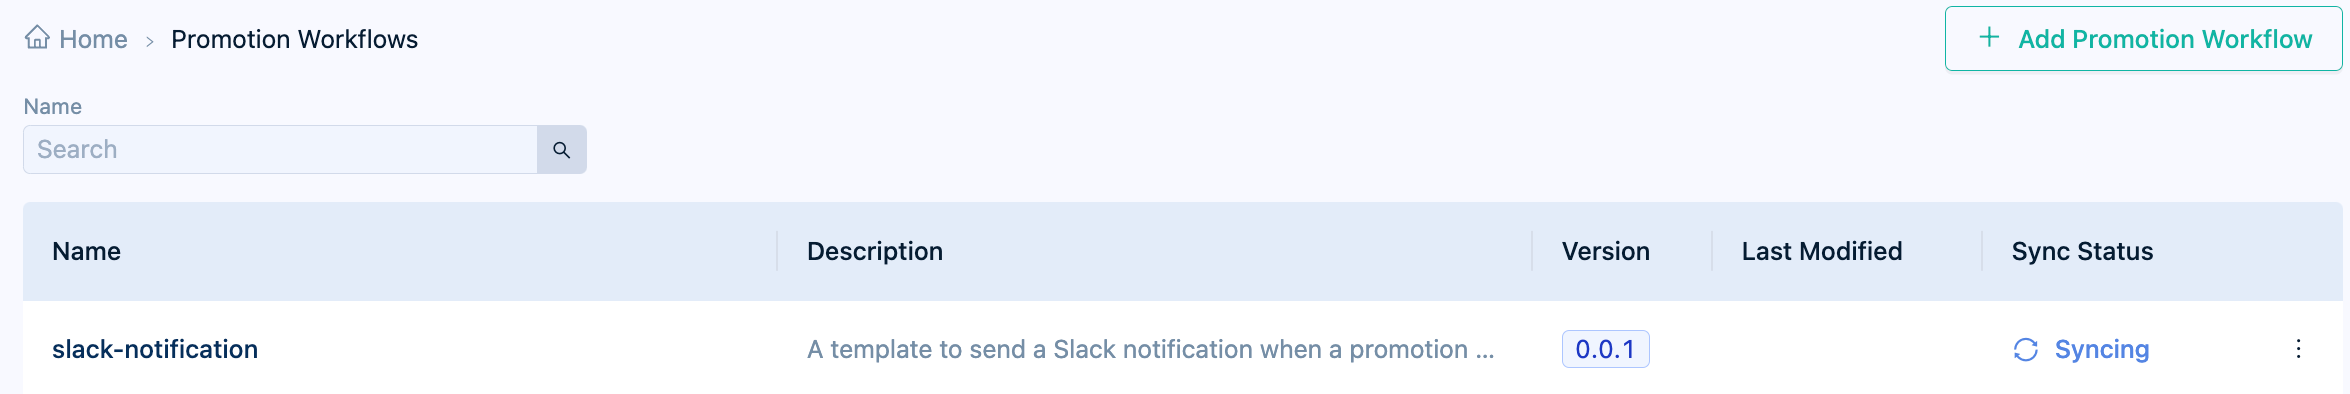 Home > Promotion Workflows
+ Add Promotion Workflow
Name
Search
Name Description Version Last Modified Sync Status
slack-notification A template to send a Slack notification when a promotion ... 0.0.1 Syncing